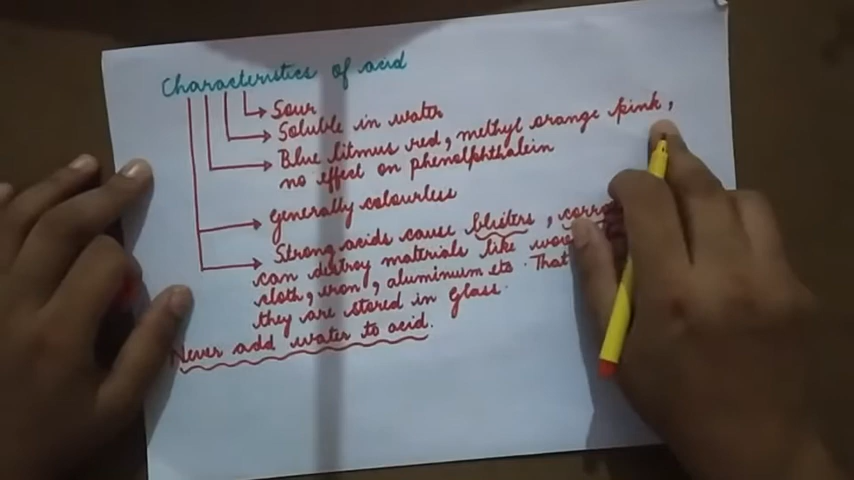 Characteristics of acid
Sour
Soluble in water
Blue litmus red, methyl orange pink,
no effect on phenolphthalein
generally colourless
Strong acids cause blisters,
can destroy materials like
cloth, iron, aluminium etc. That
they are stored in glass.
Never add water to acid.